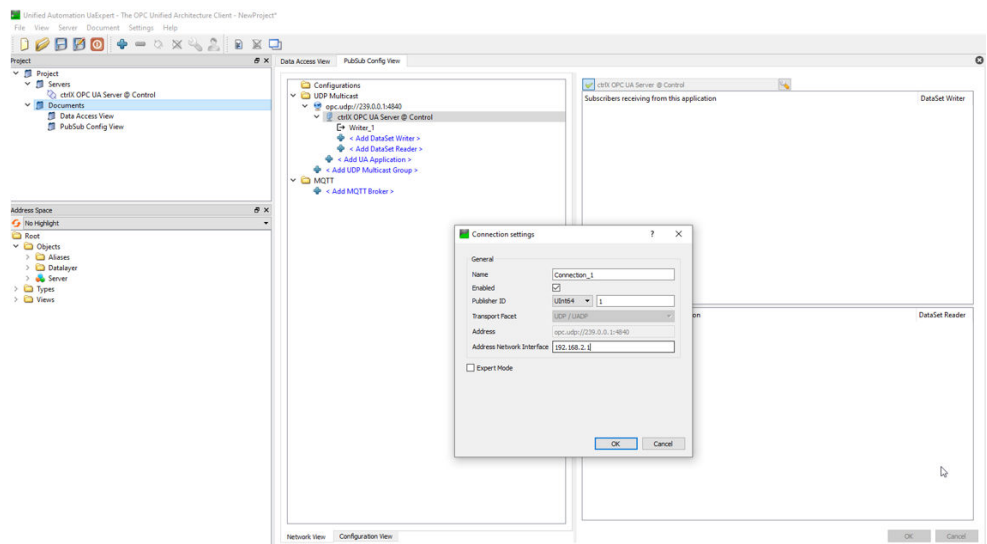 Unified Automation UaExpert - The OPC Unified Architecture Client - NewProject*
File View Server Document Settings Help
Project
Project
Servers
ctrlX OPC UA Server @ Control
Documents
Data Access View
PubSub Config View
Address Space
No Highlight
Root
Objects
Aliases
Datalayer
Server
Types
Views
Data Access View PubSub Config View
Configurations
UDP Multicast
opc.udp://239.0.0.1:4840
ctrlX OPC UA Server @ Control
Writer_1
< Add DataSet Writer >
< Add DataSet Reader >
< Add UA Application >
< Add UDP Multicast Group >
MQTT
< Add MQTT Broker >
Network View Configuration View
ctrlX OPC UA Server @ Control
Subscribers receiving from this application DataSet Writer
on DataSet Reader
OK Cancel
Connection settings ? X
General
Name Connection_1
Enabled
Publisher ID UInt64 1
Transport Facet UDP / UADP
Address opc.udp://239.0.0.1:4840
Address Network Interface 192.168.2.1
Expert Mode
OK Cancel